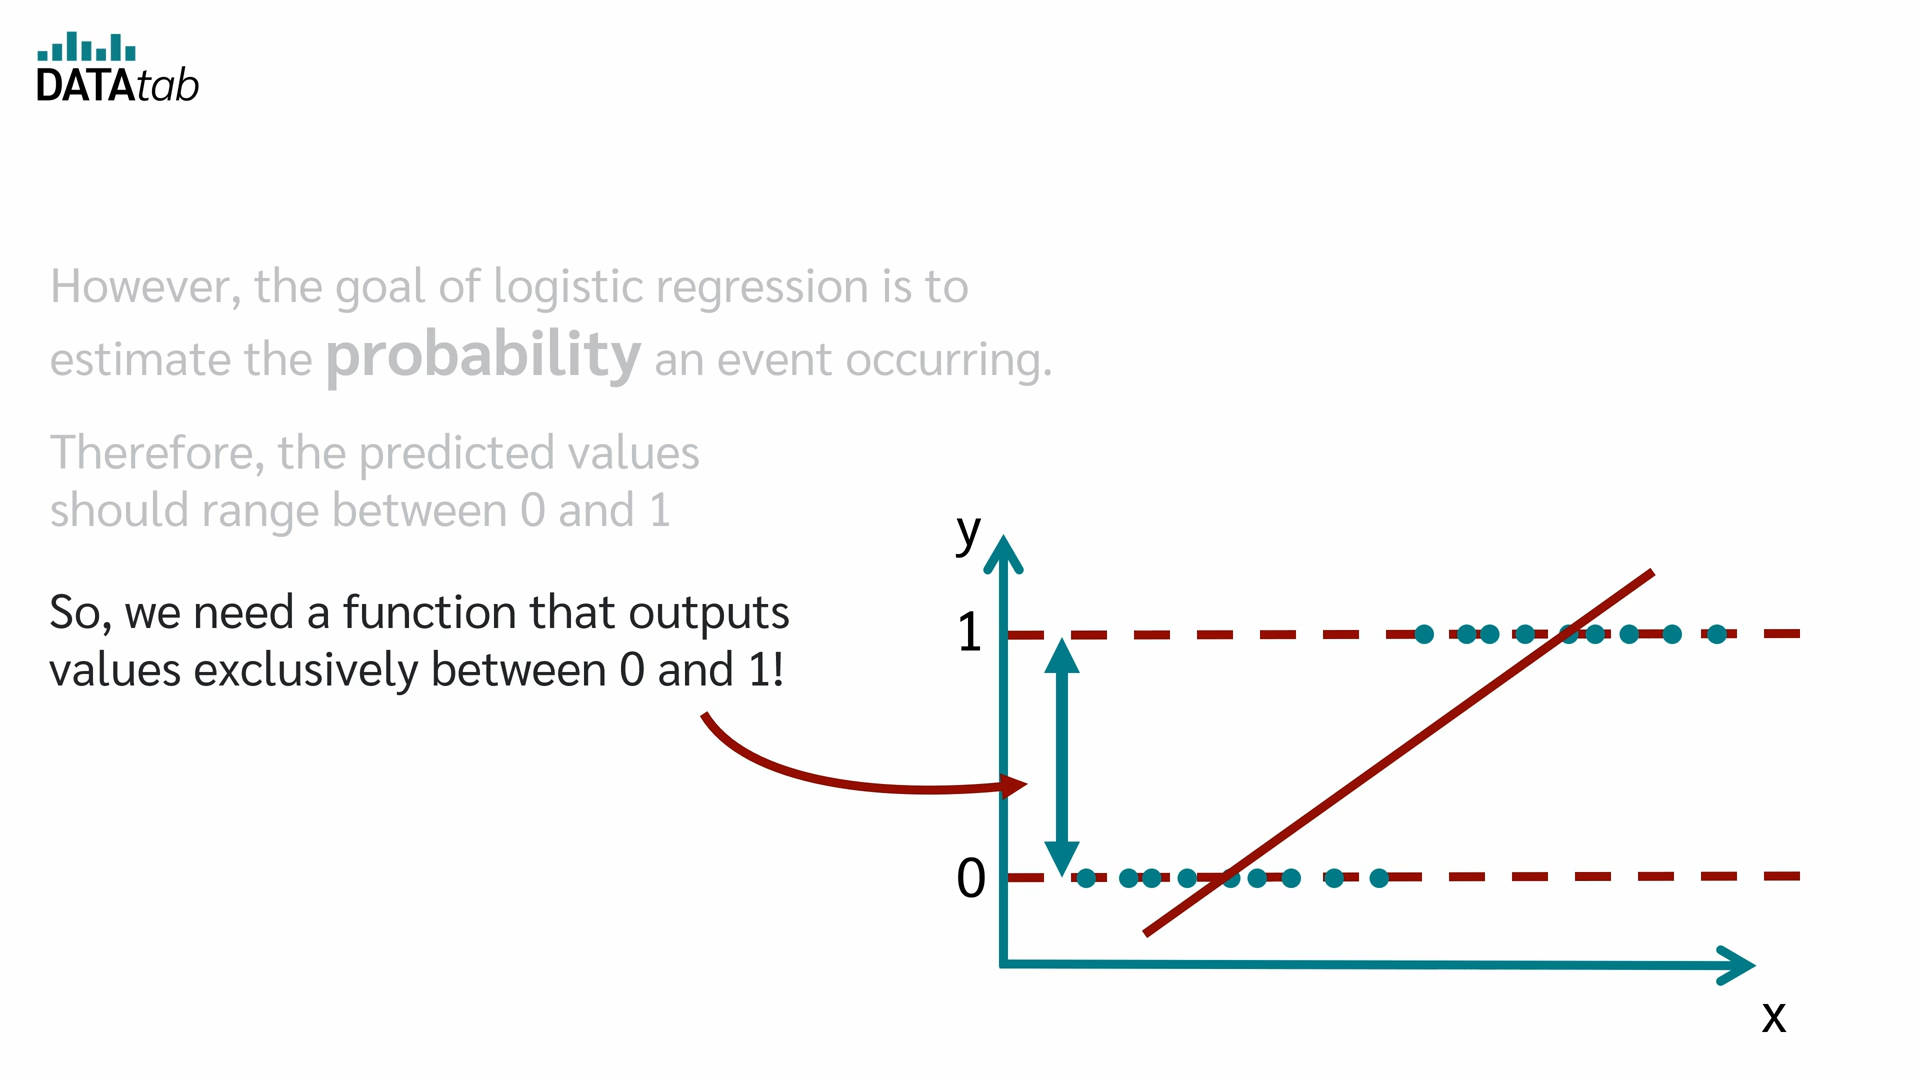 DATAtab
However, the goal of logistic regression is to
estimate the probability an event occurring.
Therefore, the predicted values
should range between 0 and 1
So, we need a function that outputs
values exclusively between 0 and 1!
y
1
0
x